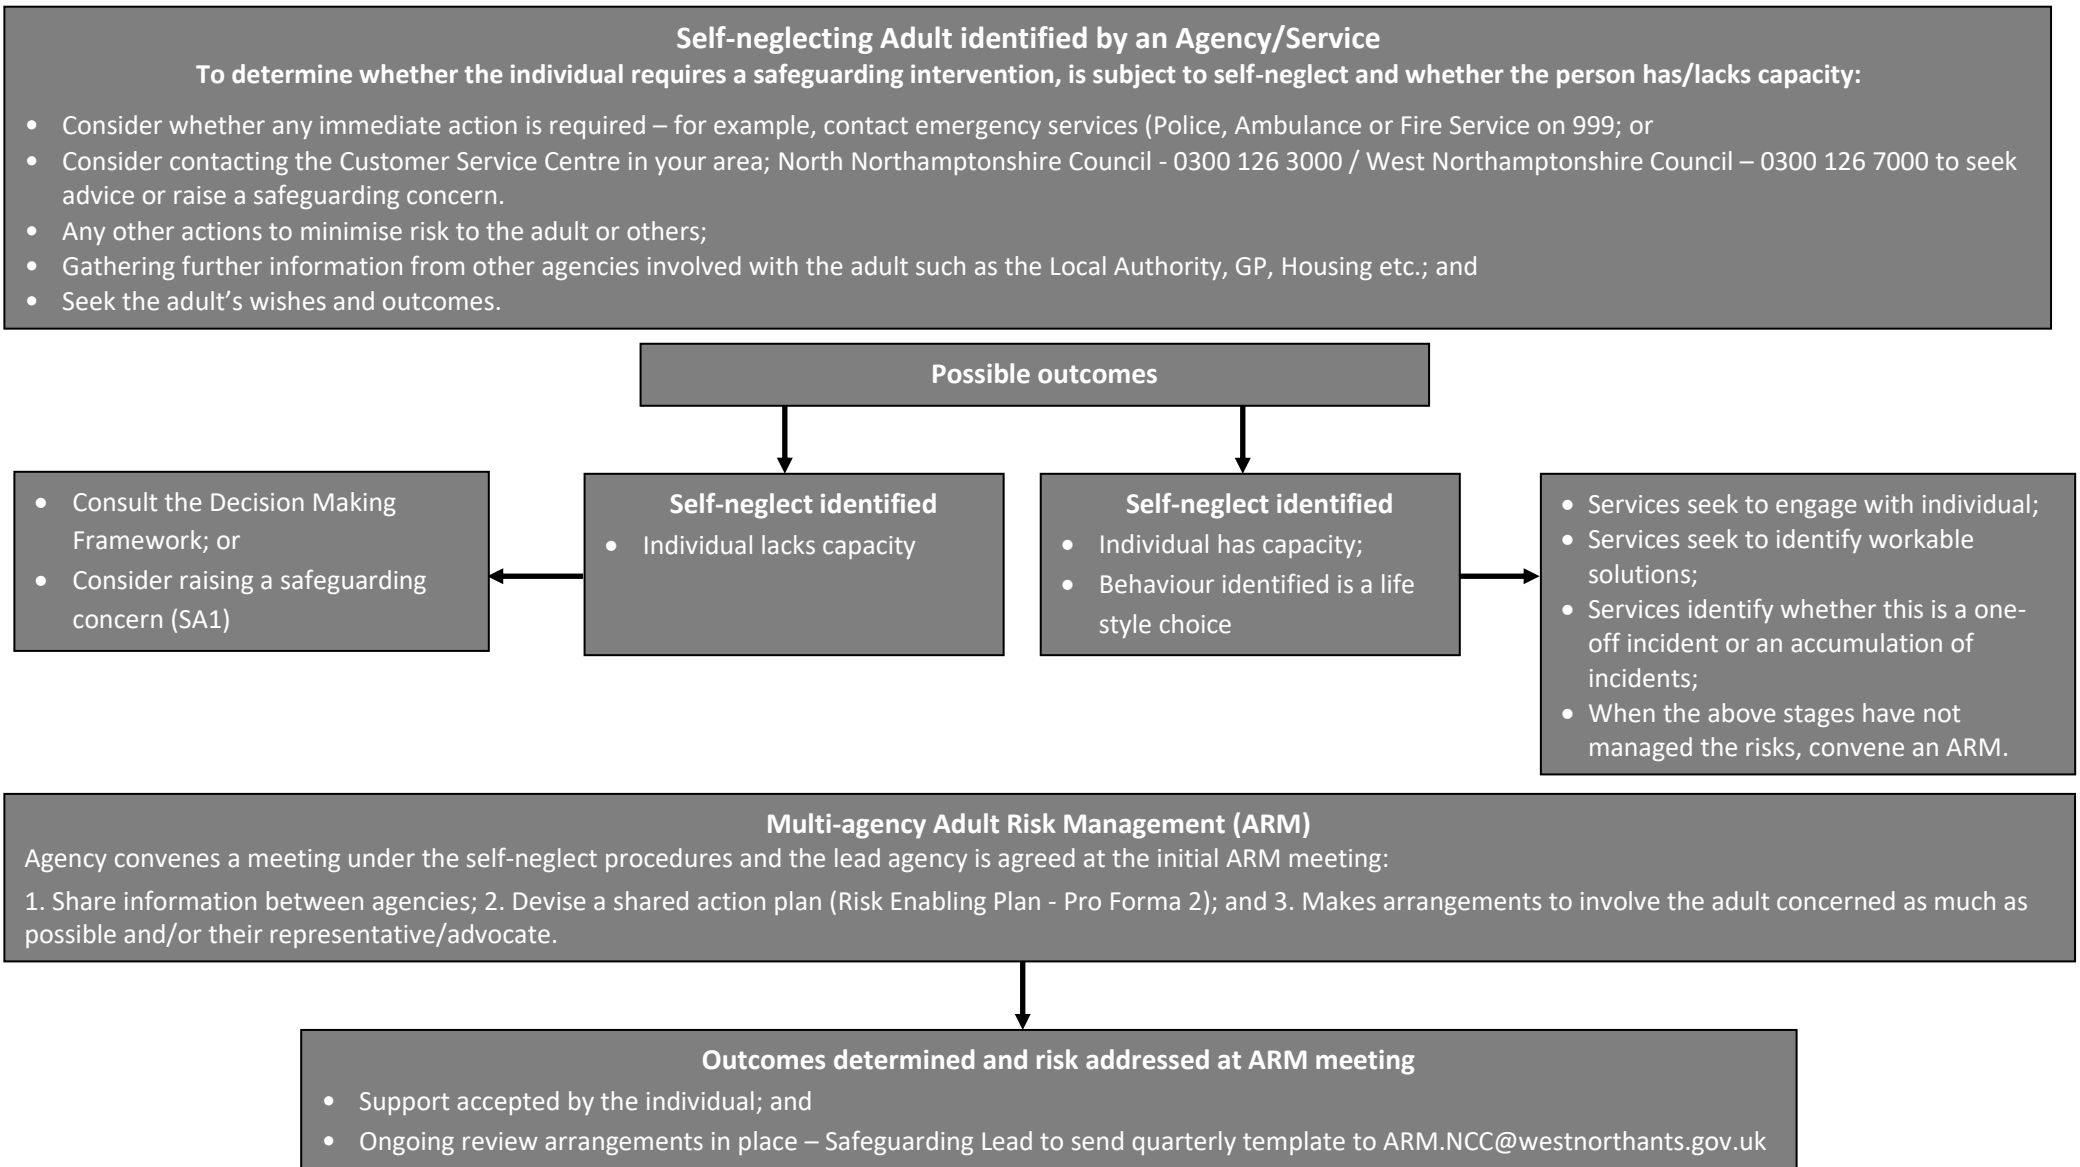 Self-neglecting Adult identified by an Agency/Service
To determine whether the individual requires a safeguarding intervention, is subject to self-neglect and whether the person has/lacks capacity:
• Consider whether any immediate action is required – for example, contact emergency services (Police, Ambulance or Fire Service on 999; or
• Consider contacting the Customer Service Centre in your area; North Northamptonshire Council - 0300 126 3000 / West Northamptonshire Council – 0300 126 7000 to seek
advice or raise a safeguarding concern.
• Any other actions to minimise risk to the adult or others;
• Gathering further information from other agencies involved with the adult such as the Local Authority, GP, Housing etc.; and
• Seek the adult’s wishes and outcomes.
Possible outcomes
• Consult the Decision Making
Framework; or
• Consider raising a safeguarding
concern (SA1)
Self-neglect identified
• Individual lacks capacity
Self-neglect identified
• Individual has capacity;
• Behaviour identified is a life
style choice
• Services seek to engage with individual;
• Services seek to identify workable
solutions;
• Services identify whether this is a one-
off incident or an accumulation of
incidents;
• When the above stages have not
managed the risks, convene an ARM.
Multi-agency Adult Risk Management (ARM)
Agency convenes a meeting under the self-neglect procedures and the lead agency is agreed at the initial ARM meeting:
1. Share information between agencies; 2. Devise a shared action plan (Risk Enabling Plan - Pro Forma 2); and 3. Makes arrangements to involve the adult concerned as much as
possible and/or their representative/advocate.
Outcomes determined and risk addressed at ARM meeting
• Support accepted by the individual; and
• Ongoing review arrangements in place – Safeguarding Lead to send quarterly template to ARM.NCC@westnorthants.gov.uk